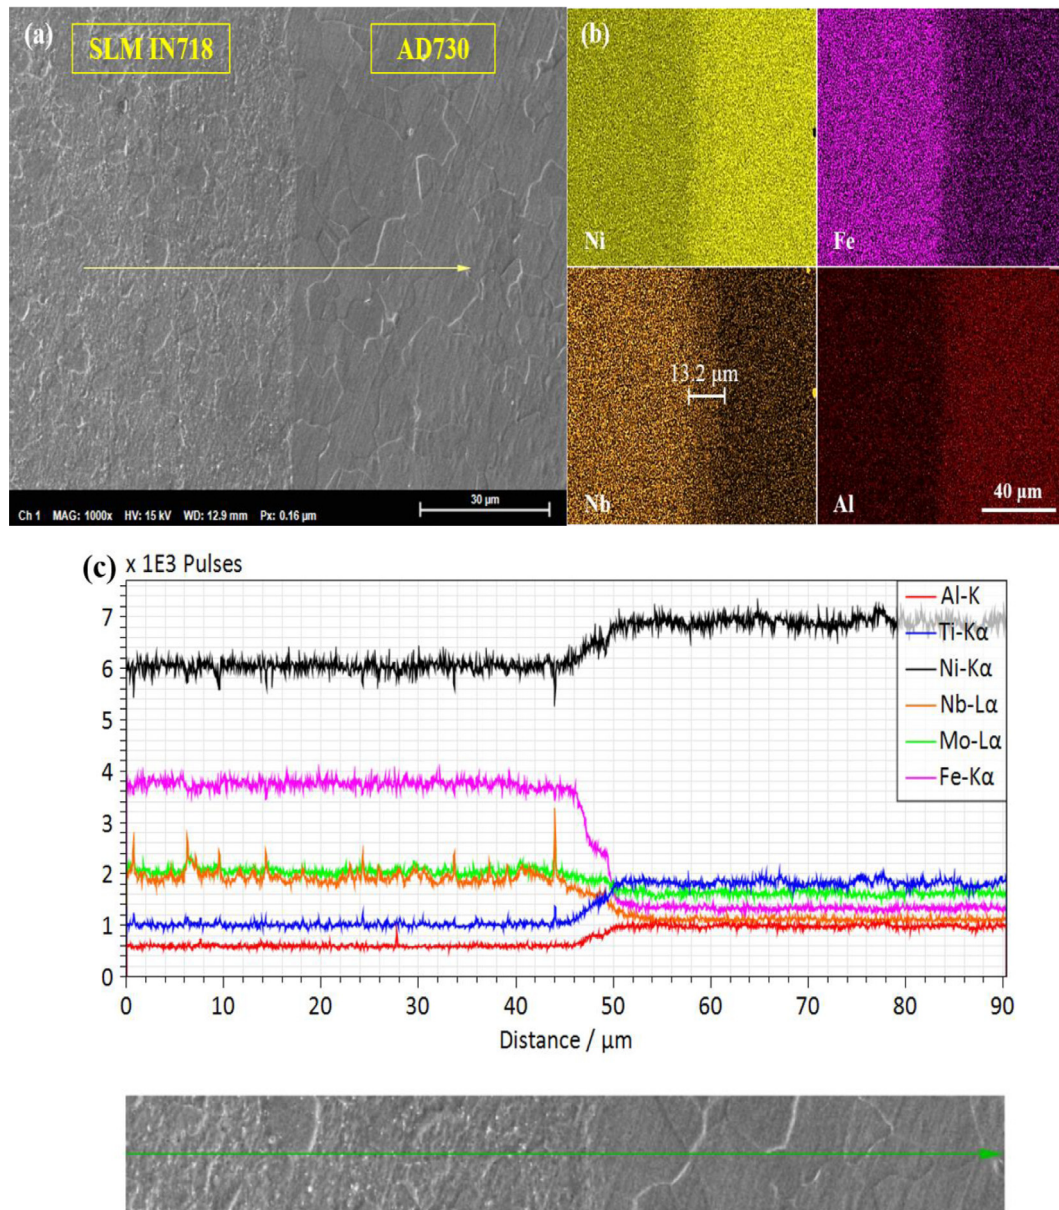 (a)
SLM IN718
AD730
Ch 1 MAG: 1000x HV: 15 kV WD: 12.9 mm Px: 0.16 µm
30 µm
(b)
Ni
Fe
13.2 µm
Nb
Al
40 µm
(c) x 1E3 Pulses
7
6
5
4
3
2
1
0
Al-K
Ti-Kα
Ni-Kα
Nb-Lα
Mo-Lα
Fe-Kα
0 10 20 30 40 50 60 70 80 90
Distance / µm